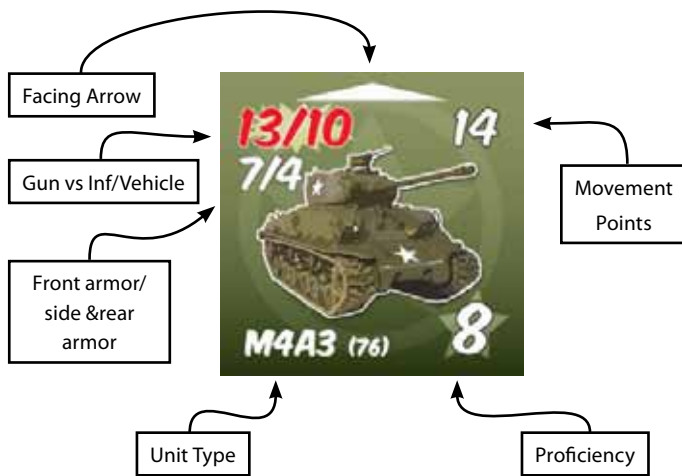 Facing Arrow
Gun vs Inf/Vehicle
Front armor/
side &rear
armor
13/10
14
7/4
M4A3 (76)
8
Movement
Points
Unit Type
Proficiency